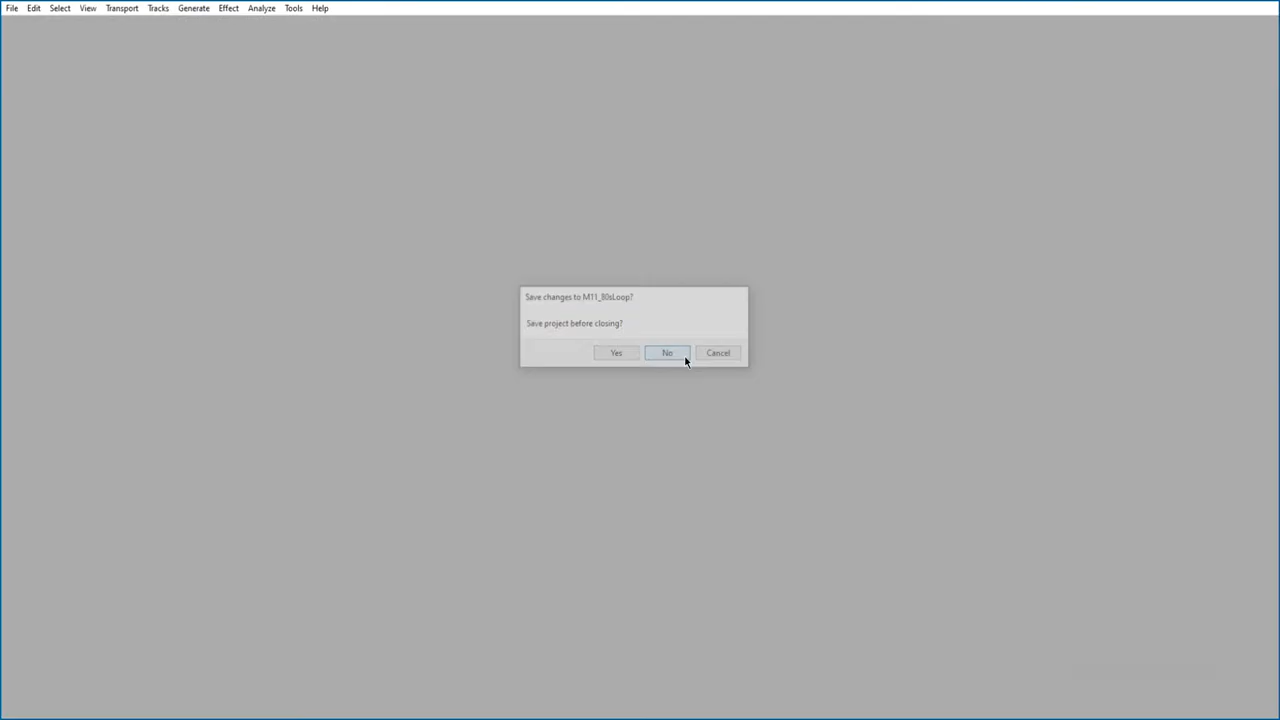 File Edit Select View Transport Tracks Generate Effect Analyze Tools Help
Save changes to M11_80sLoop?
Save project before closing?
Yes No Cancel